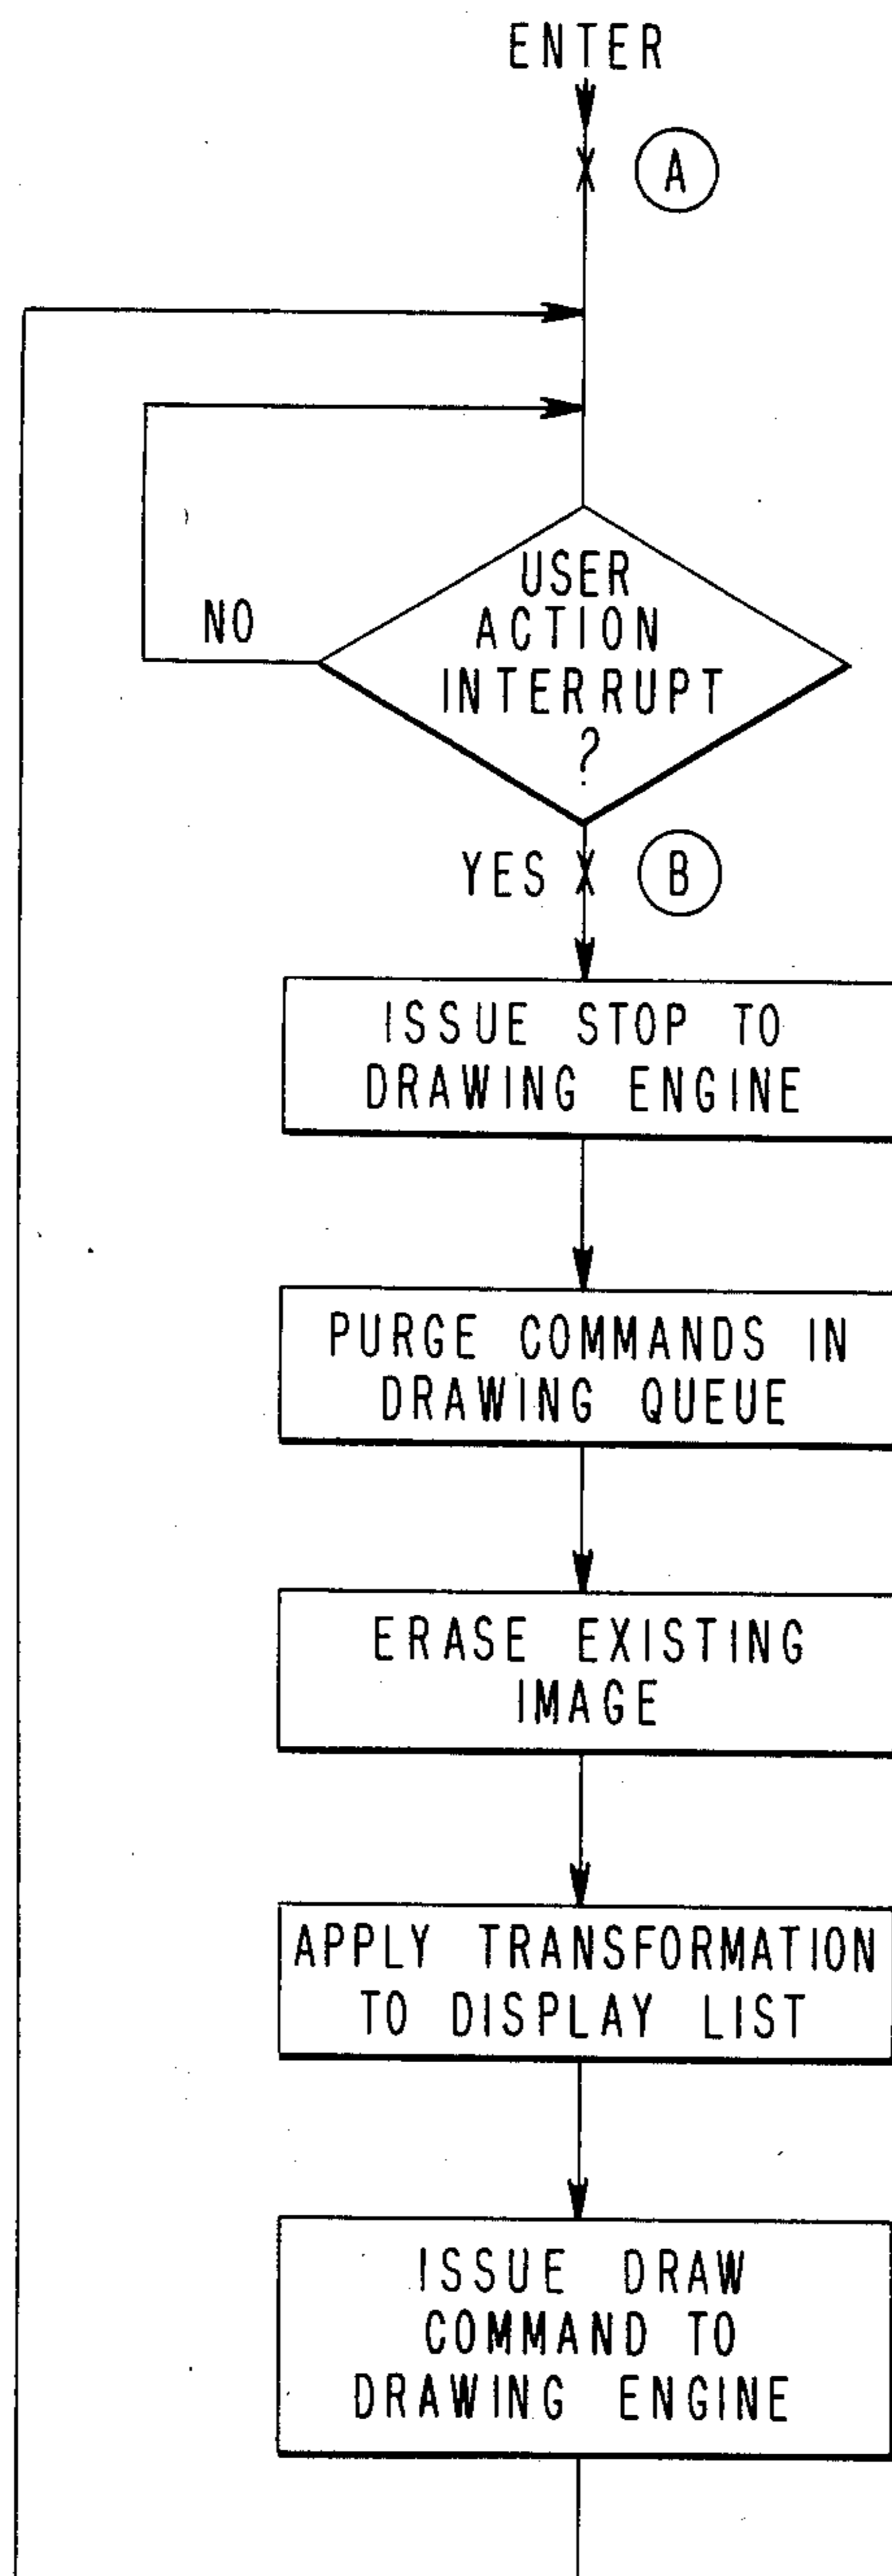 ENTER
A
USER
ACTION
INTERRUPT
?
NO
YES
B
ISSUE STOP TO
DRAWING ENGINE
PURGE COMMANDS IN
DRAWING QUEUE
ERASE EXISTING
IMAGE
APPLY TRANSFORMATION
TO DISPLAY LIST
ISSUE DRAW
COMMAND TO
DRAWING ENGINE